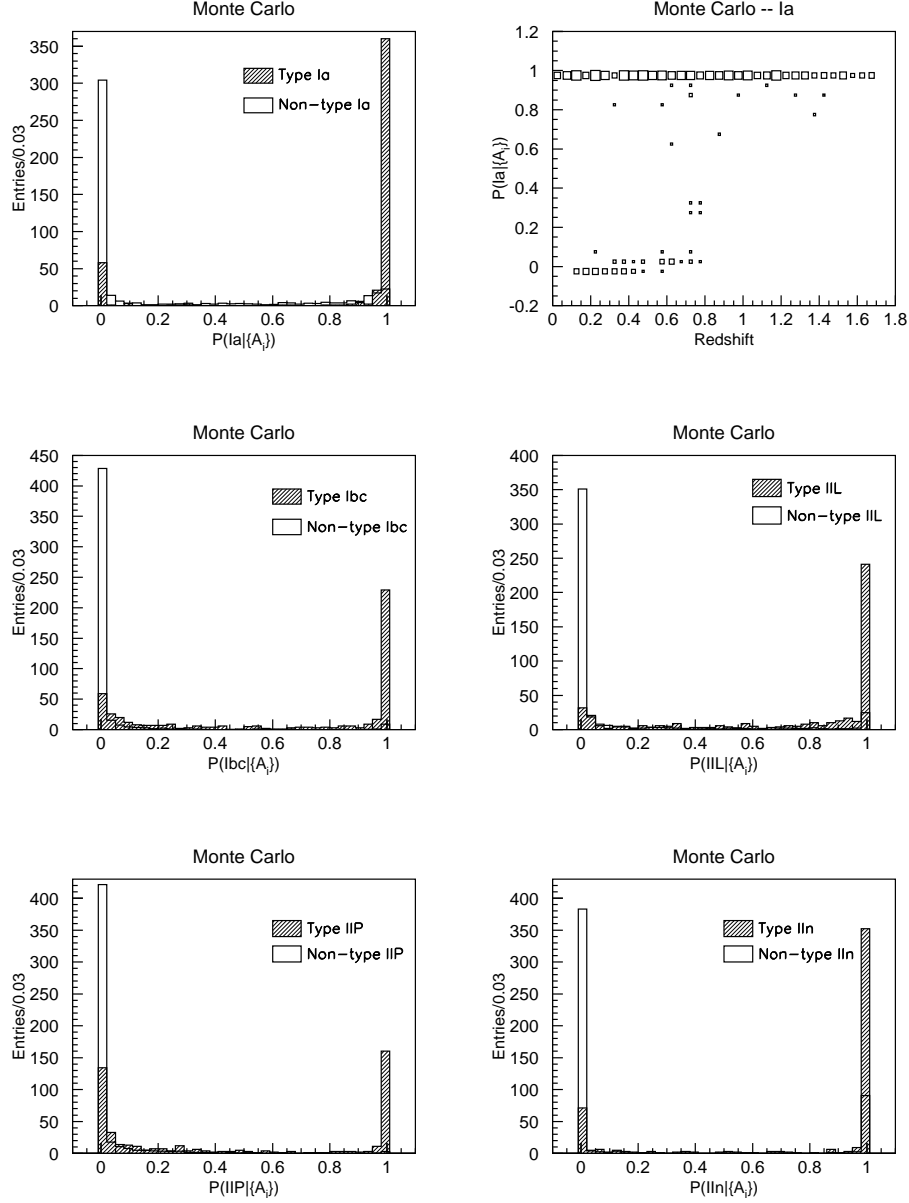 Monte Carlo
Entries/0.03
350
300
250
200
150
100
50
0
Type Ia
Non-type Ia
0 0.2 0.4 0.6 0.8 1
P(Ia|{A_i})
Monte Carlo -- Ia
P(Ia|{A_i})
1.2
1
0.8
0.6
0.4
0.2
0
-0.2
0 0.2 0.4 0.6 0.8 1 1.2 1.4 1.6 1.8
Redshift
Monte Carlo
Entries/0.03
450
400
350
300
250
200
150
100
50
0
Type Ibc
Non-type Ibc
0 0.2 0.4 0.6 0.8 1
P(Ibc|{A_i})
Monte Carlo
Entries/0.03
400
350
300
250
200
150
100
50
0
Type IIL
Non-type IIL
0 0.2 0.4 0.6 0.8 1
P(IIL|{A_i})
Monte Carlo
Entries/0.03
400
350
300
250
200
150
100
50
0
Type IIP
Non-type IIP
0 0.2 0.4 0.6 0.8 1
P(IIP|{A_i})
Monte Carlo
Entries/0.03
400
350
300
250
200
150
100
50
0
Type IIn
Non-type IIn
0 0.2 0.4 0.6 0.8 1
P(IIn|{A_i})